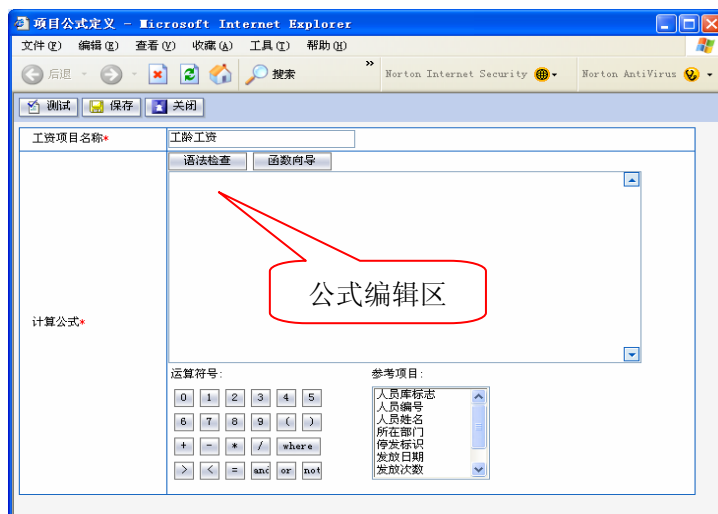 项目公式定义 - Microsoft Internet Explorer
文件(F) 编辑(E) 查看(V) 收藏(A) 工具(T) 帮助(H)
后退 搜索 » Norton Internet Security Norton AntiVirus
测试 保存 关闭
工资项目名称* 工龄工资
语法检查 函数向导
公式编辑区
计算公式*
运算符号: 参考项目:
0 1 2 3 4 5
6 7 8 9 ( )
+ - * / where
> < = and or not
人员库标志
人员编号
人员姓名
所在部门
停发标识
发放日期
发放次数